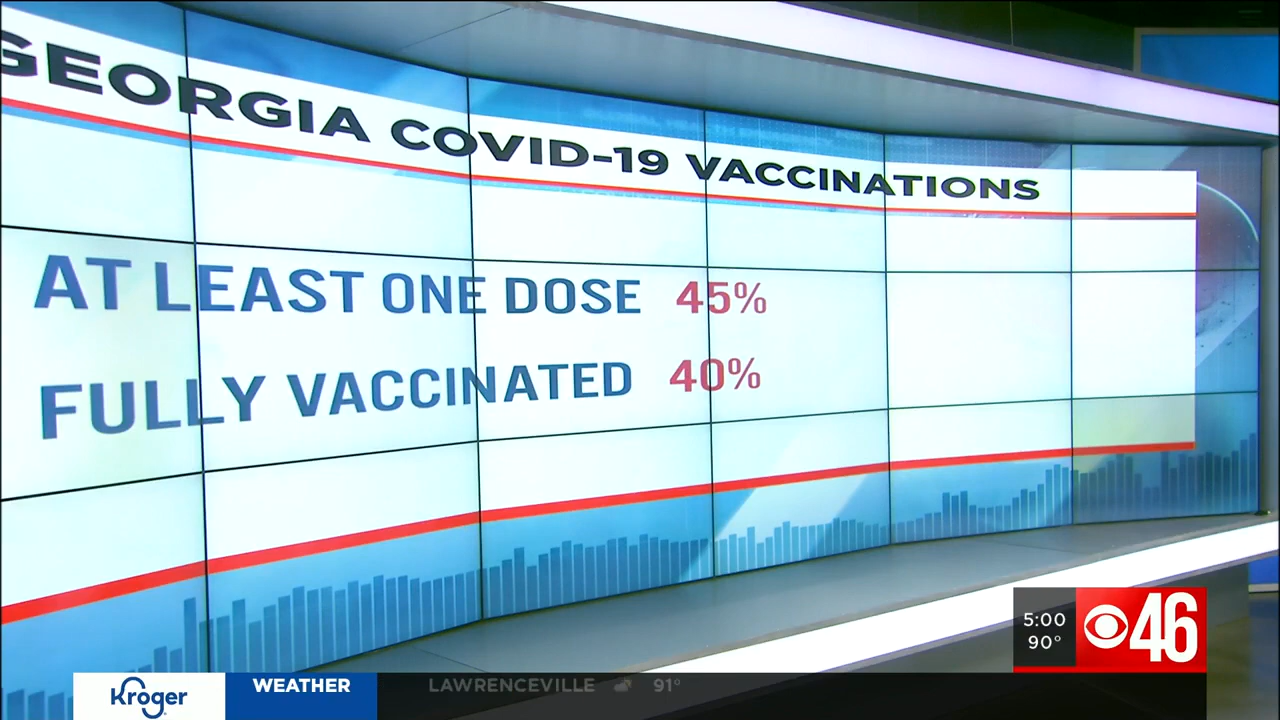 GEORGIA COVID-19 VACCINATIONS
AT LEAST ONE DOSE 45%
FULLY VACCINATED 40%
5:00
90°
46
Kroger
WEATHER
LAWRENCEVILLE 91°